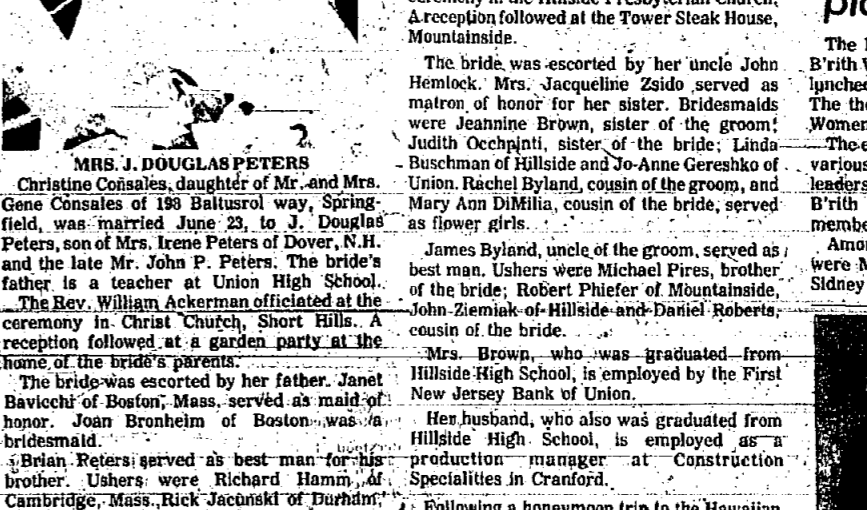 MRS. J. DOUGLAS PETERS
Christine Consales, daughter of Mr. and Mrs.
Gene Consales of 198 Baltusrol way, Spring-
field, was married June 23, to J. Douglas
Peters, son of Mrs. Irene Peters of Dover, N.H.
and the late Mr. John P. Peters. The bride's
father is a teacher at Union High School.
The Rev. William Ackerman officiated at the
ceremony in Christ Church, Short Hills. A
reception followed at a garden party at the
home of the bride's parents.
The bride was escorted by her father. Janet
Bavicchi of Boston, Mass. served as maid of
honor. Joan Bronheim of Boston was a
bridesmaid.
Brian Peters served as best man for his
brother. Ushers were Richard Hamm of
Cambridge, Mass., Rick Jacunski of Durham,
ceremony in the Hillside Presbyterian Church.
A reception followed at the Tower Steak House,
Mountainside.
The bride was escorted by her uncle John
Hemlock. Mrs. Jacqueline Zsido served as
matron of honor for her sister. Bridesmaids
were Jeannine Brown, sister of the groom;
Judith Occhpinti, sister of the bride; Linda
Buschman of Hillside and Jo-Anne Gereshko of
Union. Rachel Byland, cousin of the groom, and
Mary Ann DiMilia, cousin of the bride, served
as flower girls.
James Byland, uncle of the groom, served as
best man. Ushers were Michael Pires, brother
of the bride; Robert Phiefer of Mountainside,
John Ziemiak of Hillside and Daniel Roberts,
cousin of the bride.
Mrs. Brown, who was graduated from
Hillside High School, is employed by the First
New Jersey Bank of Union.
Her husband, who also was graduated from
Hillside High School, is employed as a
production manager at Construction
Specialities in Cranford.
Following a honeymoon trip to the Hawaiian
The
B'rith
The th
Women
The
various
leaders
B'rith
membe
Amo
were M
Sidney